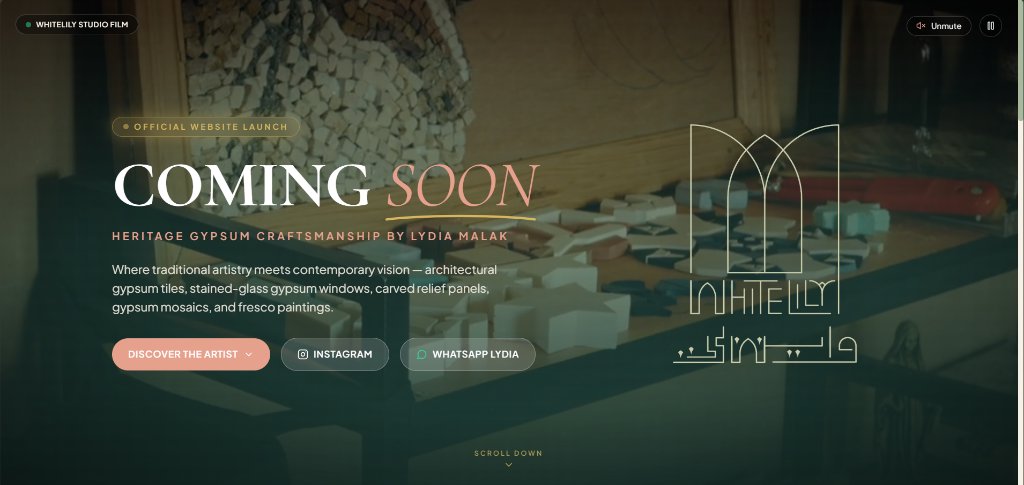 WHITELILY STUDIO FILM
Unmute
OFFICIAL WEBSITE LAUNCH
COMING SOON
HERITAGE GYPSUM CRAFTSMANSHIP BY LYDIA MALAK
Where traditional artistry meets contemporary vision — architectural
gypsum tiles, stained-glass gypsum windows, carved relief panels,
gypsum mosaics, and fresco paintings.
DISCOVER THE ARTIST
INSTAGRAM
WHATSAPP LYDIA
WHITE LILY
SCROLL DOWN